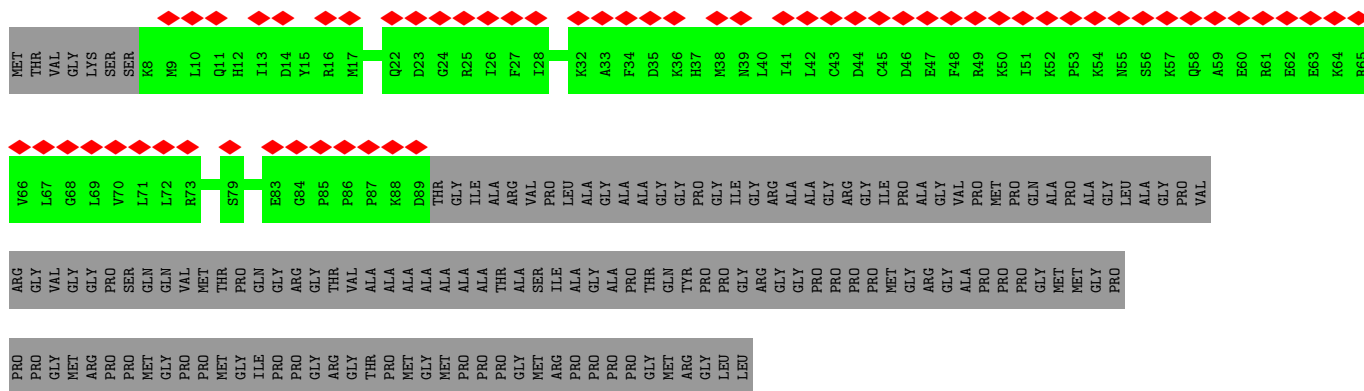 MET THR VAL GLY LYS SER SER K8 M9 L10 Q11 H12 I13 D14 Y15 R16 M17 Q22 D23 G24 R25 I26 F27 I28 K32 A33 F34 D35 K36 H37 M38 N39 L40 I41 L42 C43 D44 C45 D46 E47 F48 R49 K50 I51 K52 P53 K54 N55 S56 K57 Q58 A59 E60 R61 E62 E63 K64 R65
V66 L67 G68 L69 V70 L71 L72 R73 S79 E83 G84 P85 P86 P87 K88 D89 THR GLY ILE ALA ARG VAL PRO LEU ALA GLY ALA ALA GLY GLY PRO GLY ILE GLY ARG ALA ALA GLY ARG GLY ILE PRO ALA GLY VAL PRO MET PRO GLN ALA PRO ALA GLY LEU ALA GLY PRO VAL
ARG GLY VAL GLY GLY PRO SER GLN GLN VAL MET THR PRO GLN GLY ARG GLY THR VAL ALA ALA ALA ALA ALA ALA THR ALA SER ILE ALA GLY ALA PRO THR GLN TYR PRO PRO GLY ARG GLY GLY PRO PRO PRO PRO MET GLY ARG GLY ALA PRO PRO PRO GLY MET MET GLY PRO
PRO PRO GLY MET ARG PRO PRO MET GLY PRO PRO MET GLY ILE PRO PRO GLY ARG GLY THR PRO MET GLY MET PRO PRO PRO GLY MET ARG PRO PRO PRO PRO GLY MET ARG GLY LEU LEU